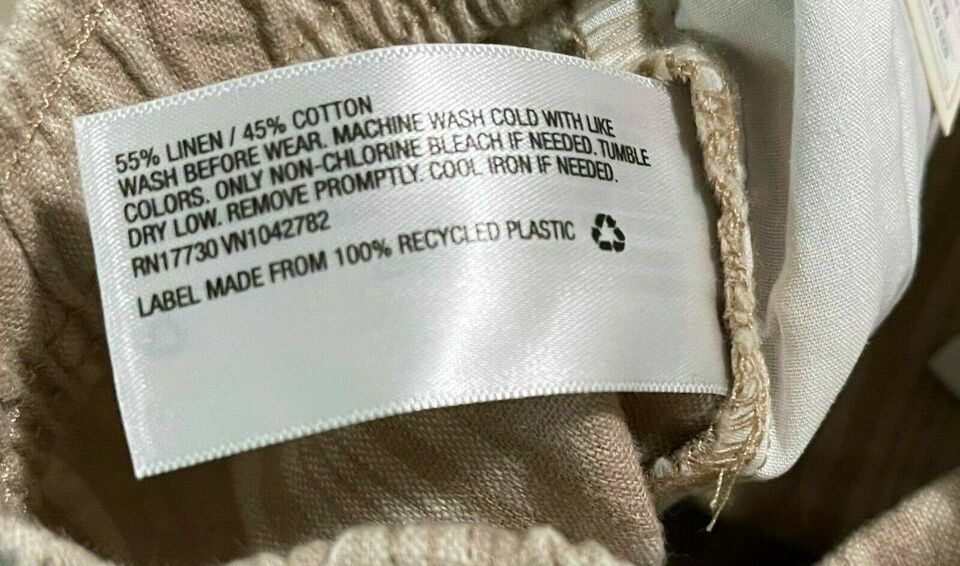 55% LINEN / 45% COTTON
WASH BEFORE WEAR. MACHINE WASH COLD WITH LIKE
COLORS. ONLY NON-CHLORINE BLEACH IF NEEDED. TUMBLE
DRY LOW. REMOVE PROMPTLY. COOL IRON IF NEEDED.
RN17730 VN1042782
LABEL MADE FROM 100% RECYCLED PLASTIC